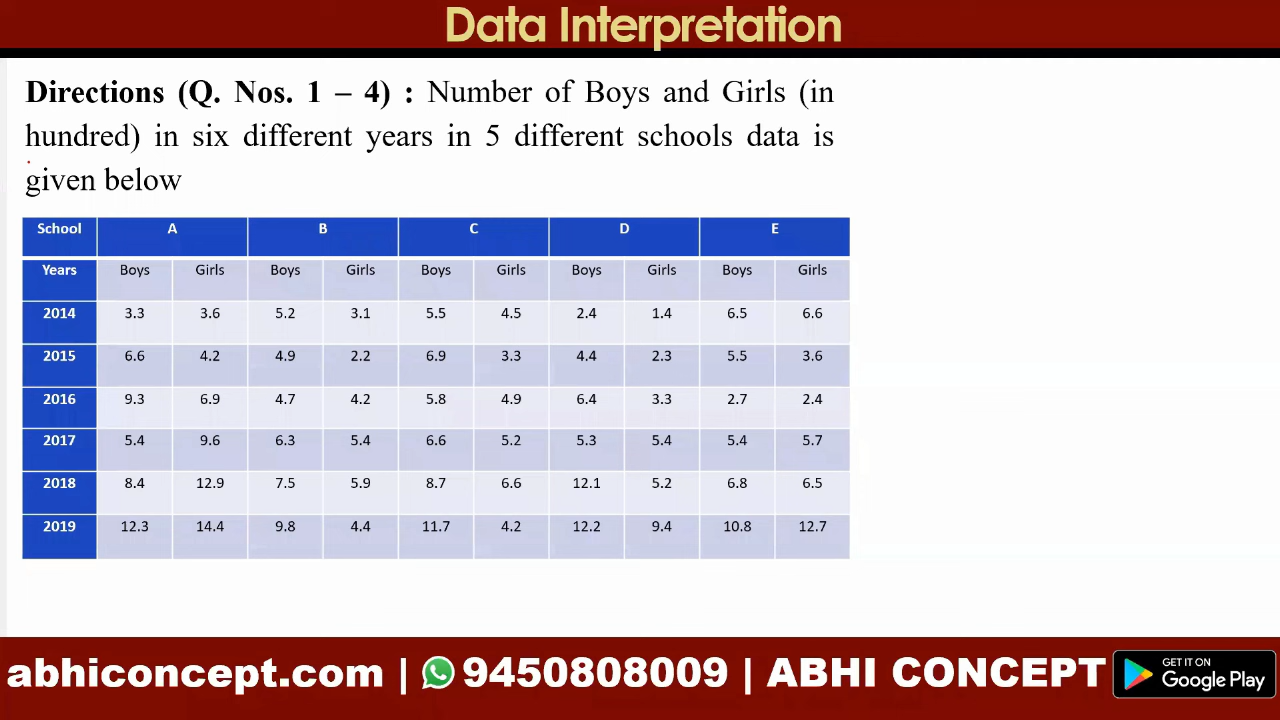 Data Interpretation
Directions (Q. Nos. 1 – 4) : Number of Boys and Girls (in
hundred) in six different years in 5 different schools data is
given below
School A B C D E
Years Boys Girls Boys Girls Boys Girls Boys Girls Boys Girls
2014 3.3 3.6 5.2 3.1 5.5 4.5 2.4 1.4 6.5 6.6
2015 6.6 4.2 4.9 2.2 6.9 3.3 4.4 2.3 5.5 3.6
2016 9.3 6.9 4.7 4.2 5.8 4.9 6.4 3.3 2.7 2.4
2017 5.4 9.6 6.3 5.4 6.6 5.2 5.3 5.4 5.4 5.7
2018 8.4 12.9 7.5 5.9 8.7 6.6 12.1 5.2 6.8 6.5
2019 12.3 14.4 9.8 4.4 11.7 4.2 12.2 9.4 10.8 12.7
abhiconcept.com | 9450808009 | ABHI CONCEPT GET IT ON
Google Play